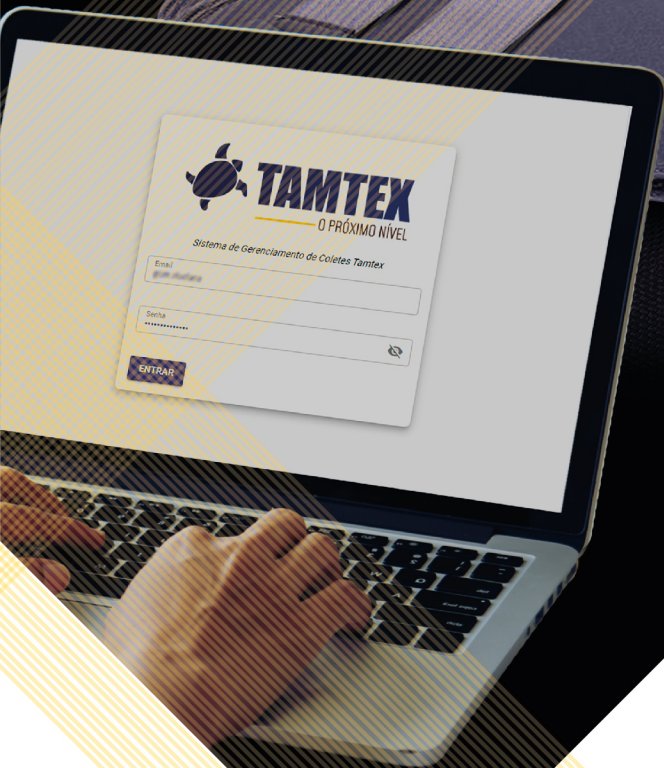 TAMTEX
O PRÓXIMO NÍVEL
Sistema de Gerenciamento de Coletes Tamtex
Email
Senha
ENTRAR